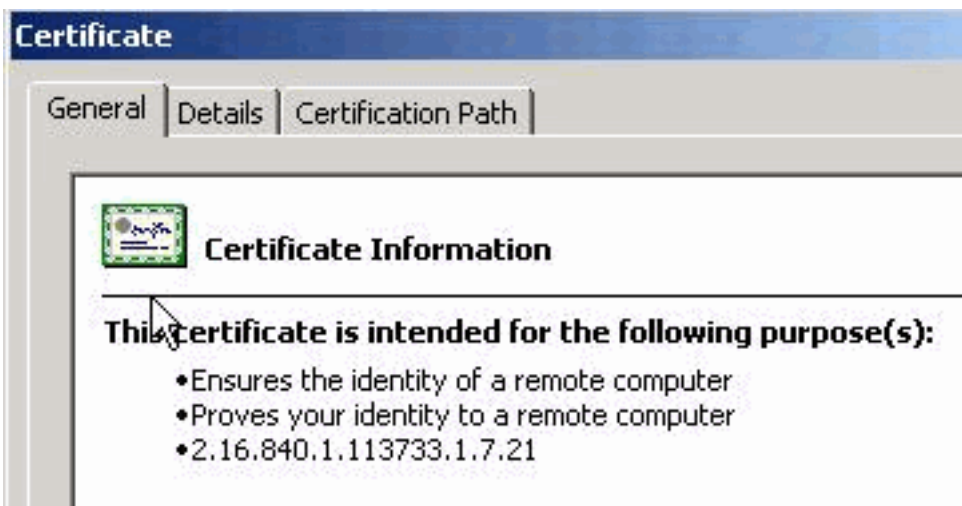 Certificate
General Details Certification Path
Certificate Information
This certificate is intended for the following purpose(s):
•Ensures the identity of a remote computer
•Proves your identity to a remote computer
•2.16.840.1.113733.1.7.21